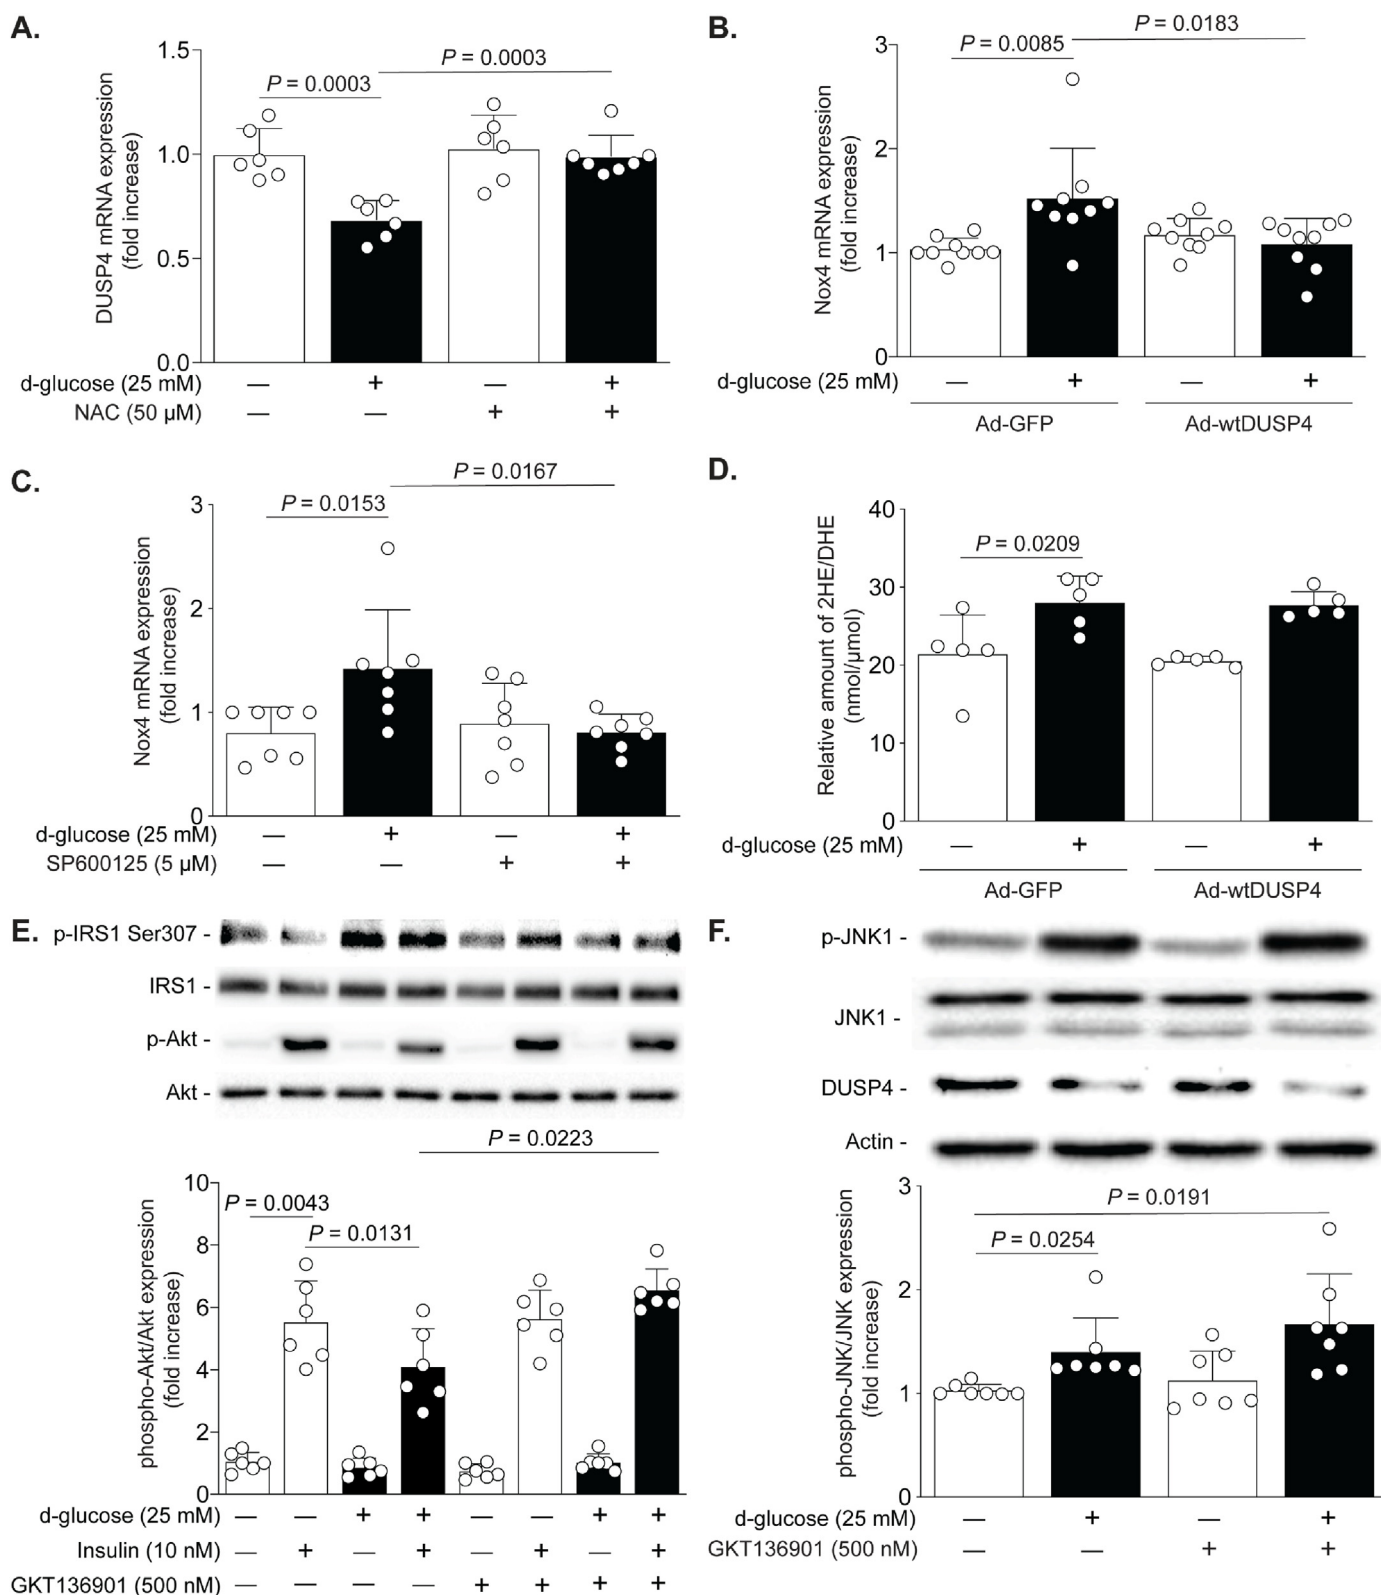 A.
DUSP4 mRNA expression
(fold increase)
1.5
1.0
0.5
0.0
P = 0.0003
P = 0.0003
d-glucose (25 mM) — + — +
NAC (50 µM) — — + +
B.
Nox4 mRNA expression
(fold increase)
3
2
1
0
P = 0.0085
P = 0.0183
d-glucose (25 mM) — + — +
Ad-GFP Ad-wtDUSP4
C.
Nox4 mRNA expression
(fold increase)
3
2
1
0
P = 0.0153
P = 0.0167
d-glucose (25 mM) — + — +
SP600125 (5 µM) — — + +
D.
Relative amount of 2HE/DHE
(nmol/µmol)
40
30
20
10
0
P = 0.0209
d-glucose (25 mM) — + — +
Ad-GFP Ad-wtDUSP4
E.
p-IRS1 Ser307 -
IRS1 -
p-Akt -
Akt -
phospho-Akt/Akt expression
(fold increase)
10
8
6
4
2
0
P = 0.0043
P = 0.0131
P = 0.0223
d-glucose (25 mM) — — + + — — + +
Insulin (10 nM) — + — + — + — +
GKT136901 (500 nM) — — — — + + + +
F.
p-JNK1 -
JNK1 -
DUSP4 -
Actin -
phospho-JNK/JNK expression
(fold increase)
3
2
1
0
P = 0.0254
P = 0.0191
d-glucose (25 mM) — + — +
GKT136901 (500 nM) — — + +